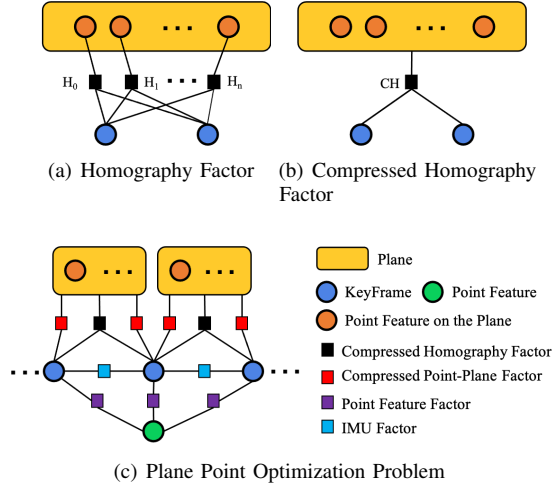 H0
H1
Hn
CH
(a) Homography Factor
(b) Compressed Homography
Factor
Plane
KeyFrame
Point Feature
Point Feature on the Plane
Compressed Homography Factor
Compressed Point-Plane Factor
Point Feature Factor
IMU Factor
(c) Plane Point Optimization Problem